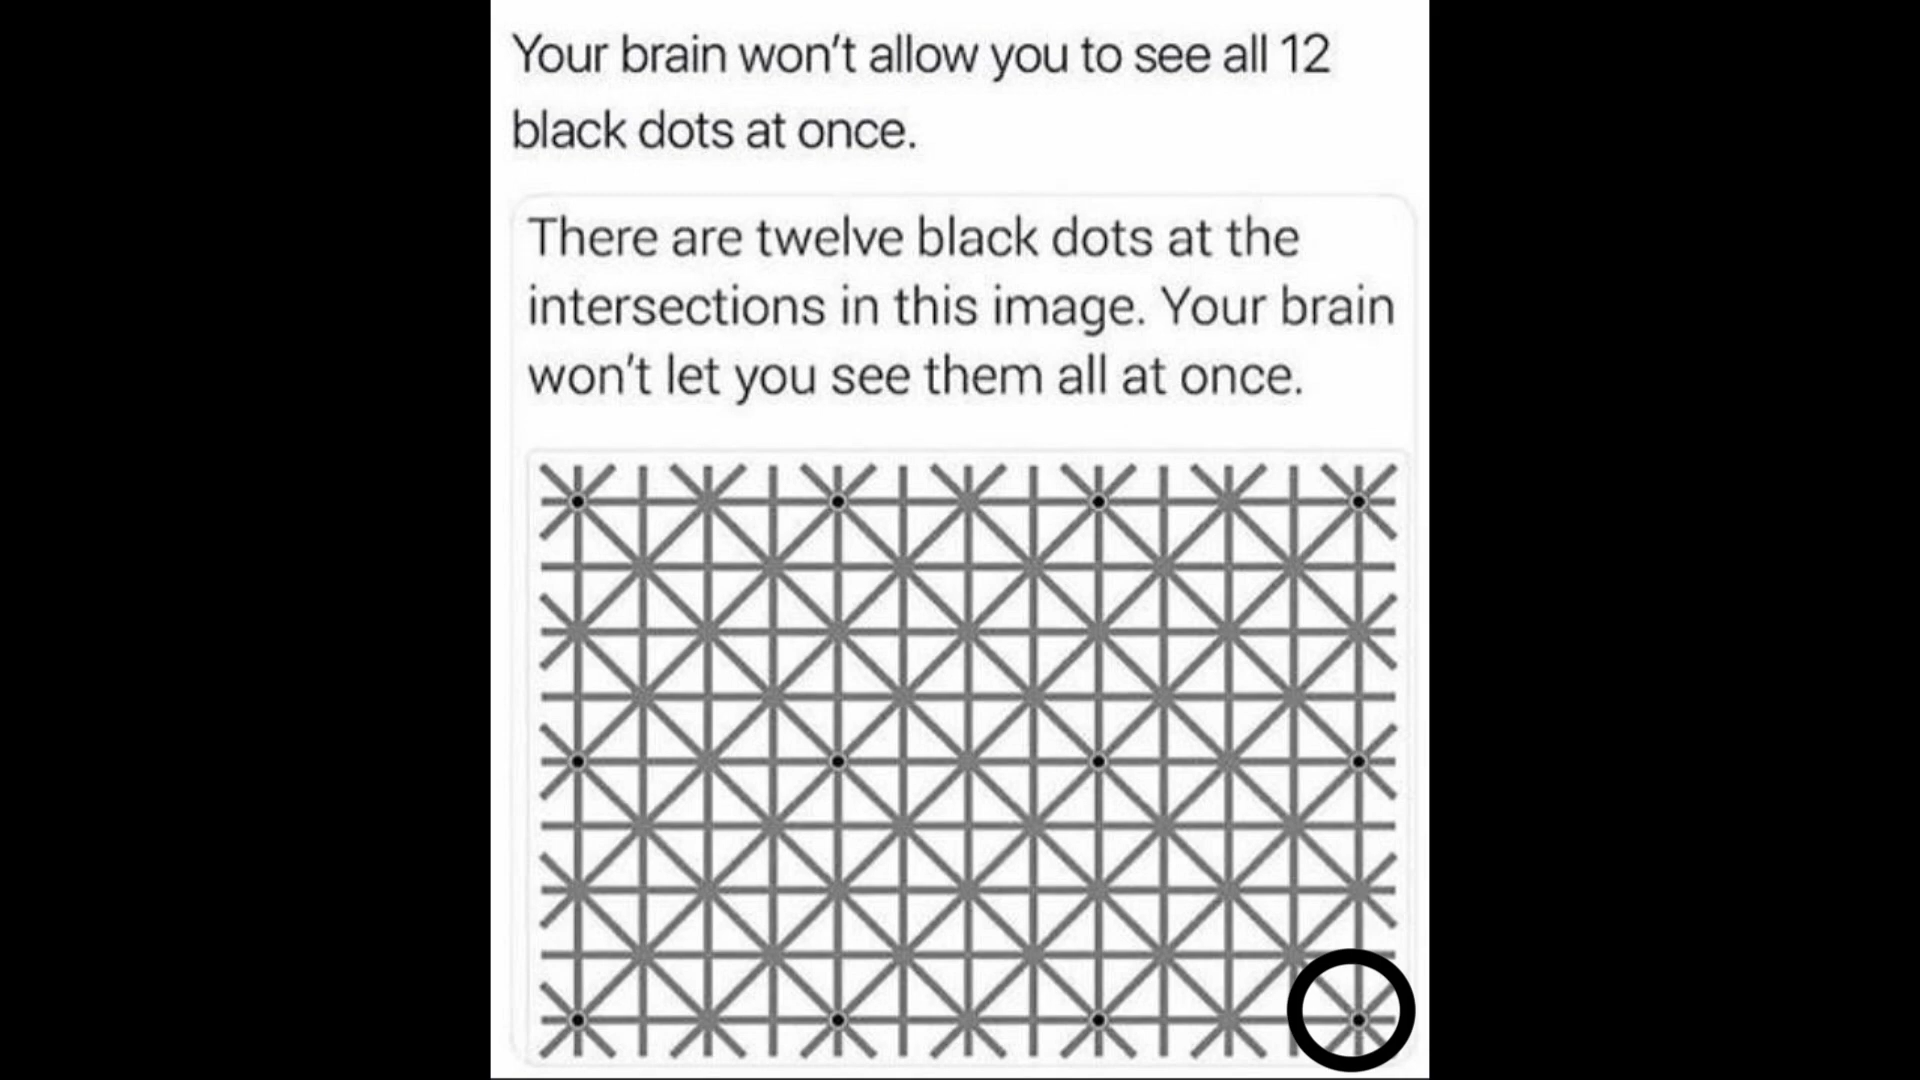 Your brain won’t allow you to see all 12
black dots at once.
There are twelve black dots at the
intersections in this image. Your brain
won’t let you see them all at once.